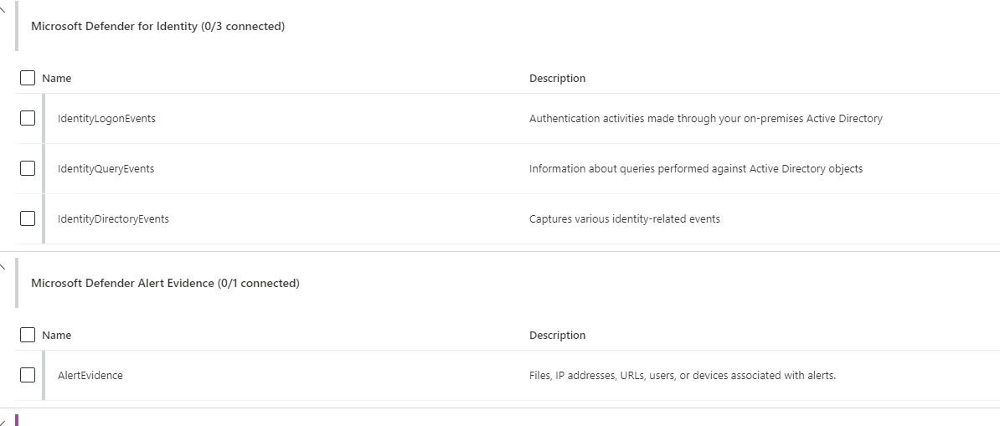 Microsoft Defender for Identity (0/3 connected)
Name Description
IdentityLogonEvents Authentication activities made through your on-premises Active Directory
IdentityQueryEvents Information about queries performed against Active Directory objects
IdentityDirectoryEvents Captures various identity-related events
Microsoft Defender Alert Evidence (0/1 connected)
Name Description
AlertEvidence Files, IP addresses, URLs, users, or devices associated with alerts.